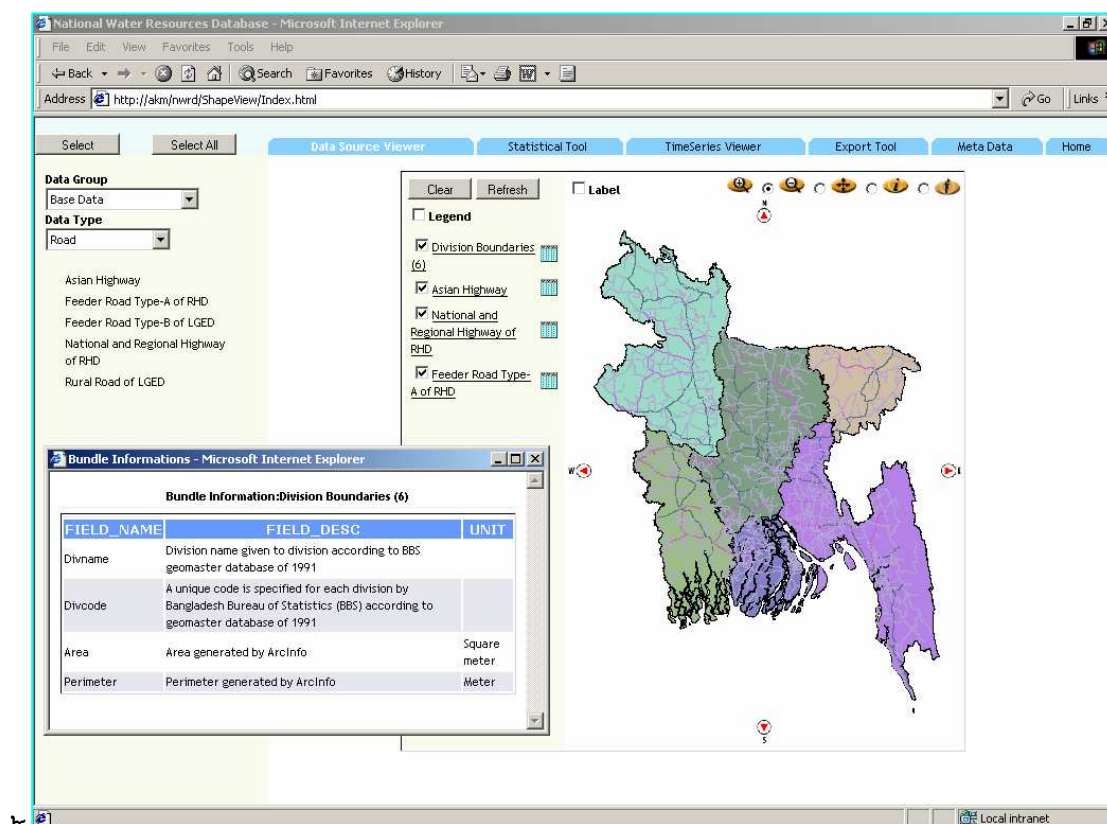 National Water Resources Database - Microsoft Internet Explorer
File Edit View Favorites Tools Help
Back Search Favorites History
Address http://akm/nwrd/ShapeView/Index.html Go Links
Select Select All Data Source Viewer Statistical Tool TimeSeries Viewer Export Tool Meta Data Home
Data Group
Base Data
Data Type
Road
Asian Highway
Feeder Road Type-A of RHD
Feeder Road Type-B of LGED
National and Regional Highway
of RHD
Rural Road of LGED
Clear Refresh Label
Legend
Division Boundaries
(6)
Asian Highway
National and
Regional Highway of
RHD
Feeder Road Type-
A of RHD
N
W
E
S
Bundle Informations - Microsoft Internet Explorer
Bundle Information:Division Boundaries (6)
FIELD_NAME FIELD_DESC UNIT
Divname Division name given to division according to BBS
geomaster database of 1991
Divcode A unique code is specified for each division by
Bangladesh Bureau of Statistics (BBS) according to
geomaster database of 1991
Area Area generated by ArcInfo Square
meter
Perimeter Perimeter generated by ArcInfo Meter
Local intranet